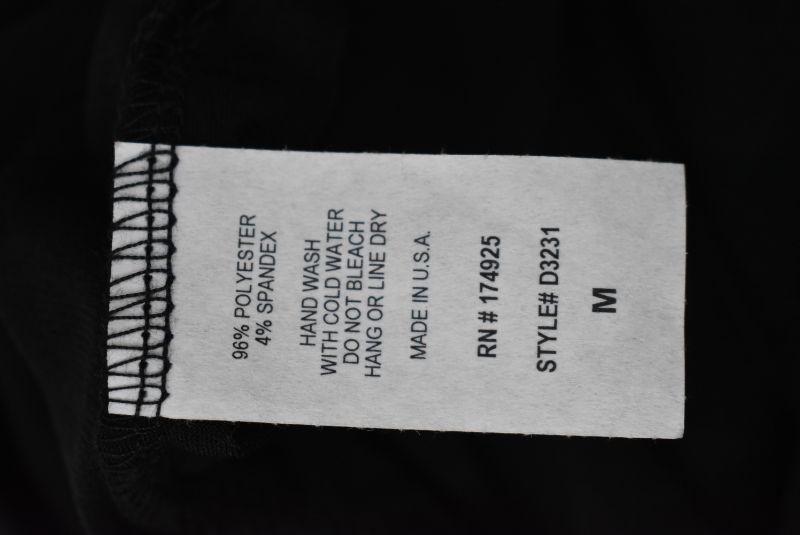 96% POLYESTER
4% SPANDEX
HAND WASH
WITH COLD WATER
DO NOT BLEACH
HANG OR LINE DRY
MADE IN U.S.A.
RN # 174925
STYLE# D3231
M